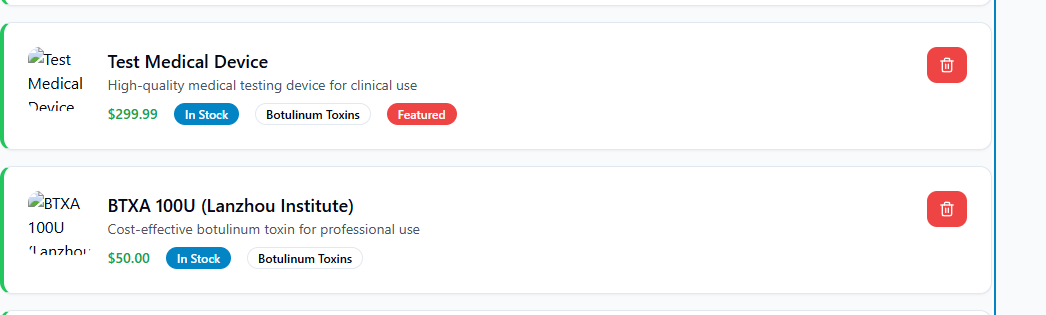 Test
Medical
Device
Test Medical Device
High-quality medical testing device for clinical use
$299.99 In Stock Botulinum Toxins Featured
BTXA
100U
(Lanzhou
BTXA 100U (Lanzhou Institute)
Cost-effective botulinum toxin for professional use
$50.00 In Stock Botulinum Toxins